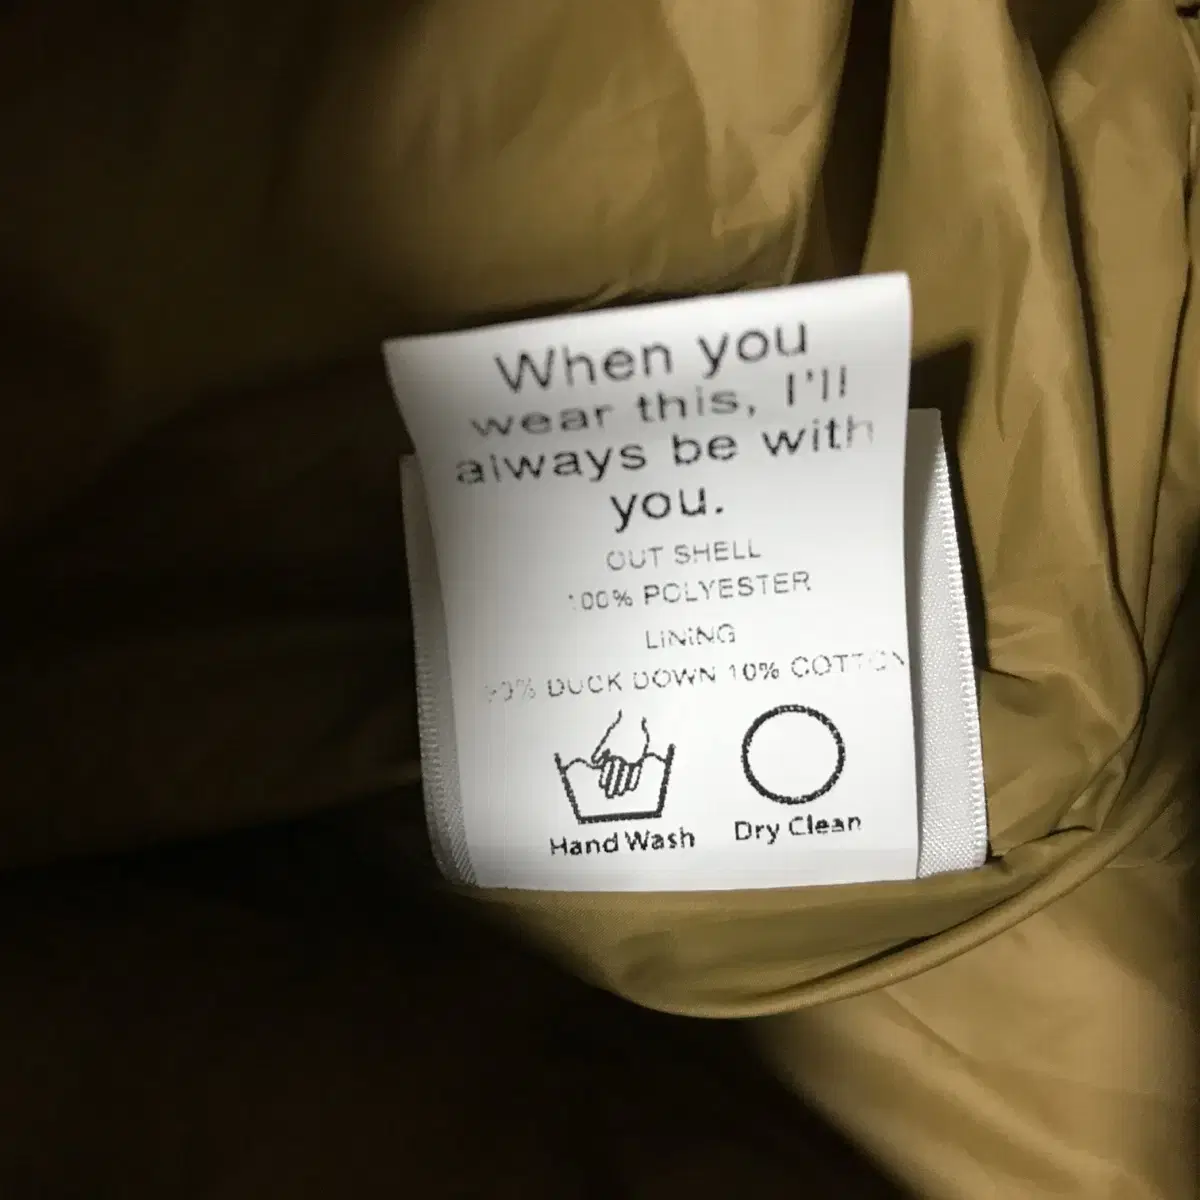 When you
wear this, I'll
always be with
you.
OUT SHELL
100% POLYESTER
LINING
DUCK DOWN 10% COTTON
Hand Wash
Dry Clean